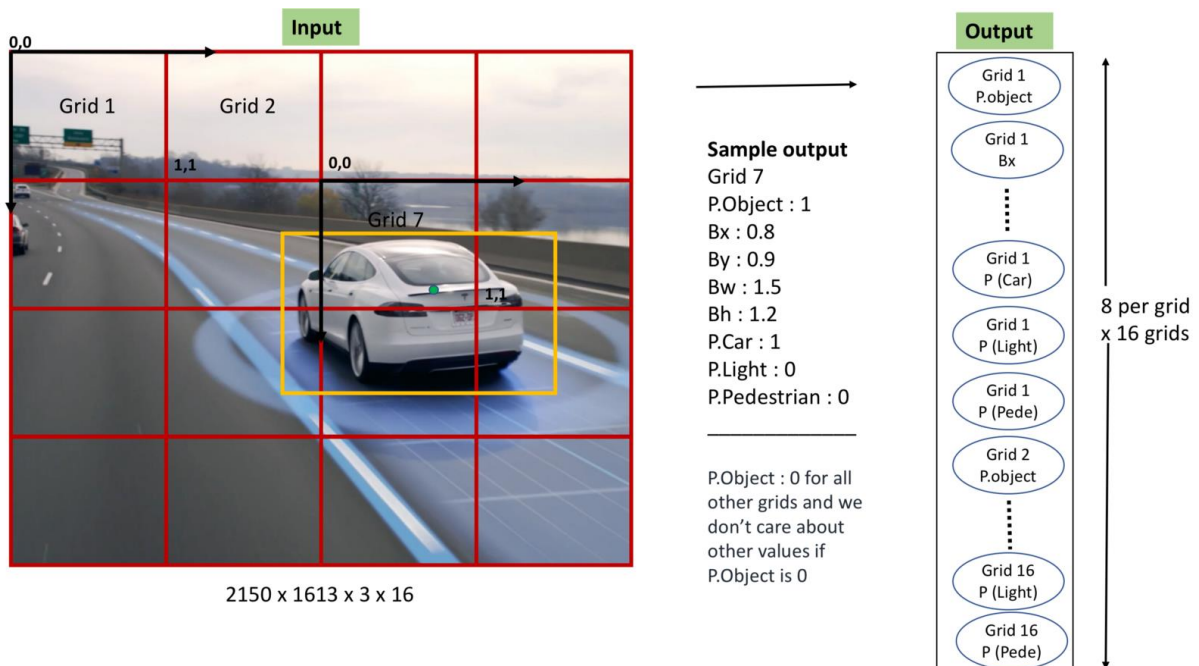 Input
0,0
Grid 1
Grid 2
1,1
0,0
Grid 7
1,1
2150 x 1613 x 3 x 16
Sample output
Grid 7
P.Object : 1
Bx : 0.8
By : 0.9
Bw : 1.5
Bh : 1.2
P.Car : 1
P.Light : 0
P.Pedestrian : 0
P.Object : 0 for all
other grids and we
don't care about
other values if
P.Object is 0
Output
Grid 1
P.object
Grid 1
Bx
Grid 1
P (Car)
Grid 1
P (Light)
Grid 1
P (Pede)
Grid 2
P.object
Grid 16
P (Light)
Grid 16
P (Pede)
8 per grid
x 16 grids